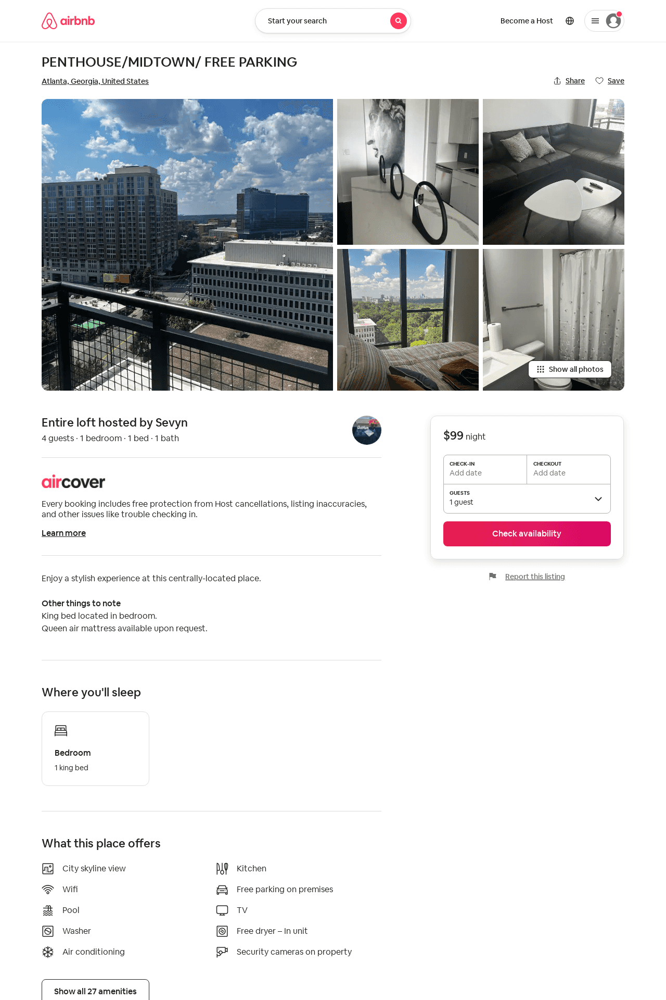 airbnb
Start your search
Become a Host
PENTHOUSE/MIDTOWN/ FREE PARKING
Atlanta, Georgia, United States
Share
Save
Show all photos
Entire loft hosted by Sevyn
4 guests · 1 bedroom · 1 bed · 1 bath
aircover
Every booking includes free protection from Host cancellations, listing inaccuracies,
and other issues like trouble checking in.
Learn more
Enjoy a stylish experience at this centrally-located place.
Other things to note
King bed located in bedroom.
Queen air mattress available upon request.
Where you'll sleep
Bedroom
1 king bed
What this place offers
City skyline view
Kitchen
Wifi
Free parking on premises
Pool
TV
Washer
Free dryer – In unit
Air conditioning
Security cameras on property
Show all 27 amenities
$99 night
CHECK-IN
Add date
CHECKOUT
Add date
GUESTS
1 guest
Check availability
Report this listing